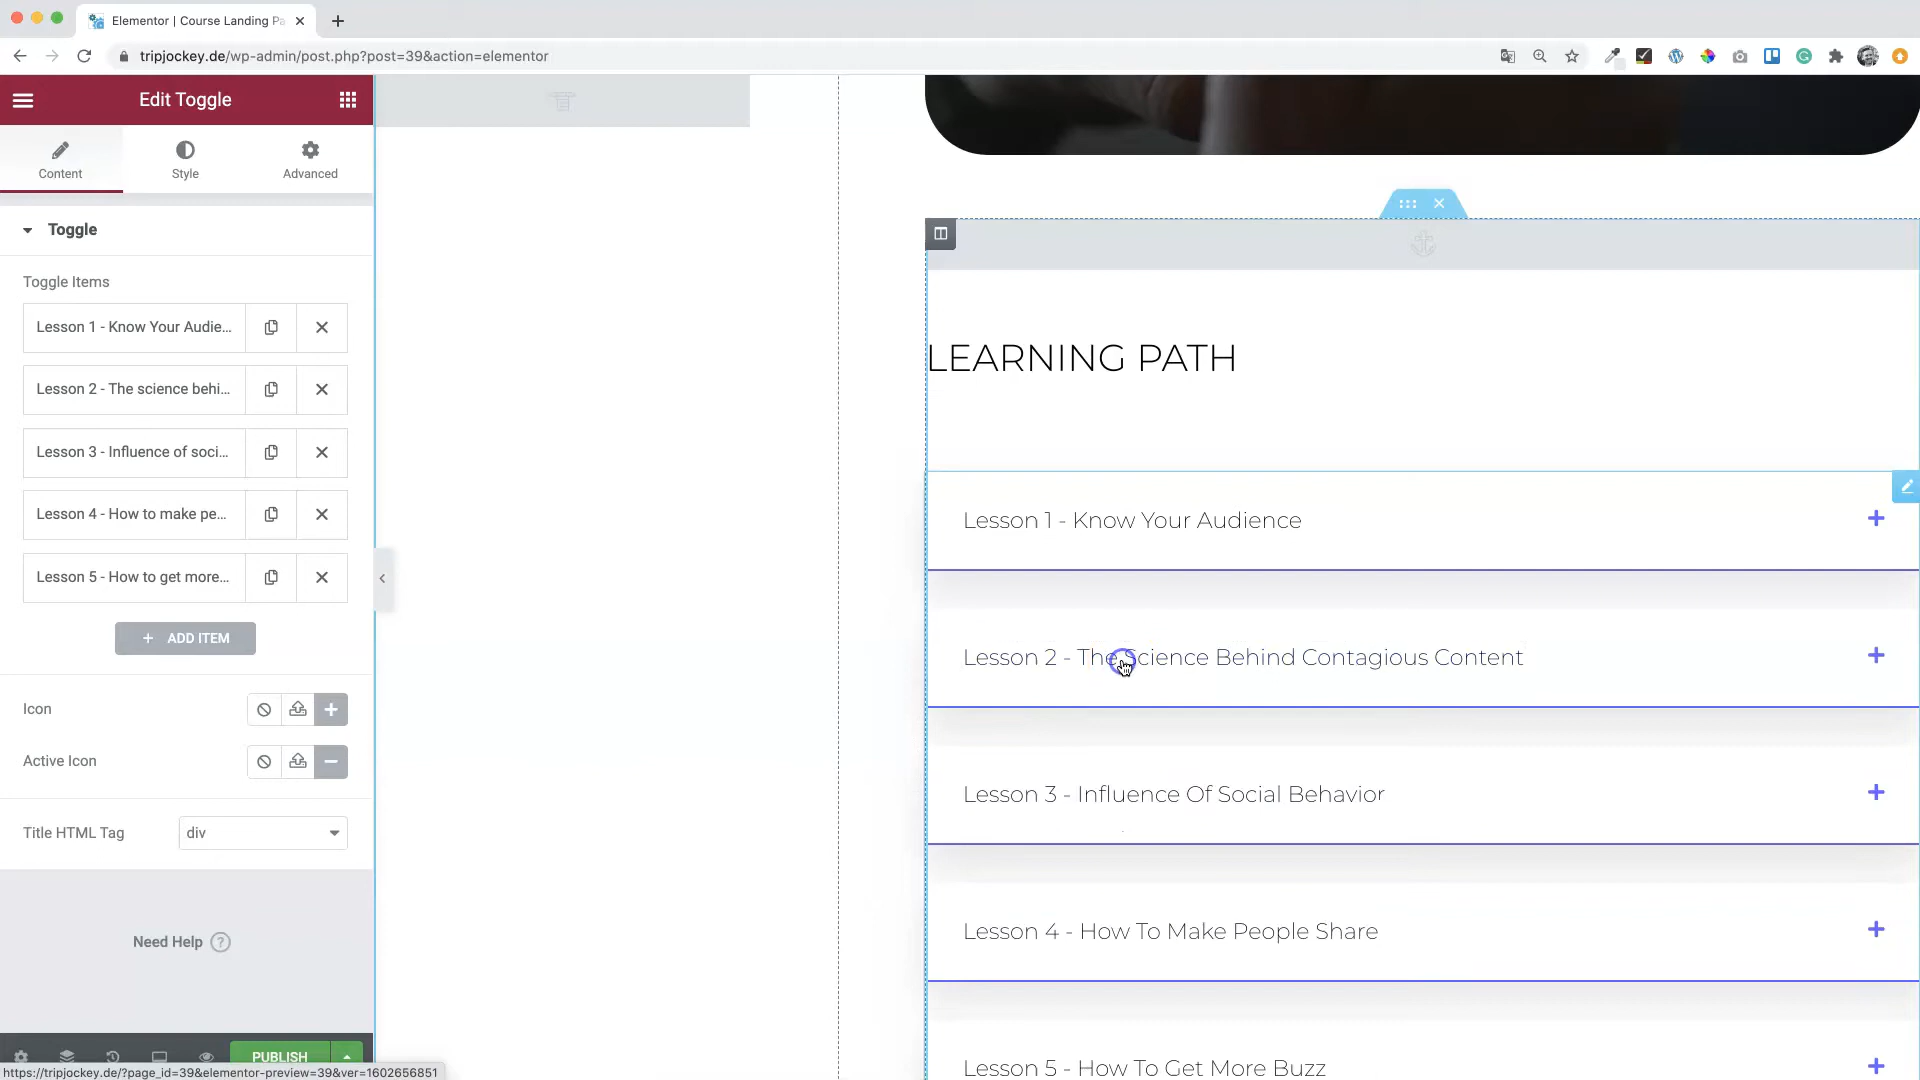 Elementor | Course Landing Pa
tripjockey.de/wp-admin/post.php?post=39&action=elementor
Edit Toggle
Content
Style
Advanced
Toggle
Toggle Items
Lesson 1 - Know Your Audie...
Lesson 2 - The science behi...
Lesson 3 - Influence of soci...
Lesson 4 - How to make pe...
Lesson 5 - How to get more...
ADD ITEM
Icon
Active Icon
Title HTML Tag
div
Need Help ?
PUBLISH
https://tripjockey.de/?page_id=39&elementor-preview=39&ver=1602656851
LEARNING PATH
Lesson 1 - Know Your Audience
Lesson 2 - The Science Behind Contagious Content
Lesson 3 - Influence Of Social Behavior
Lesson 4 - How To Make People Share
Lesson 5 - How To Get More Buzz